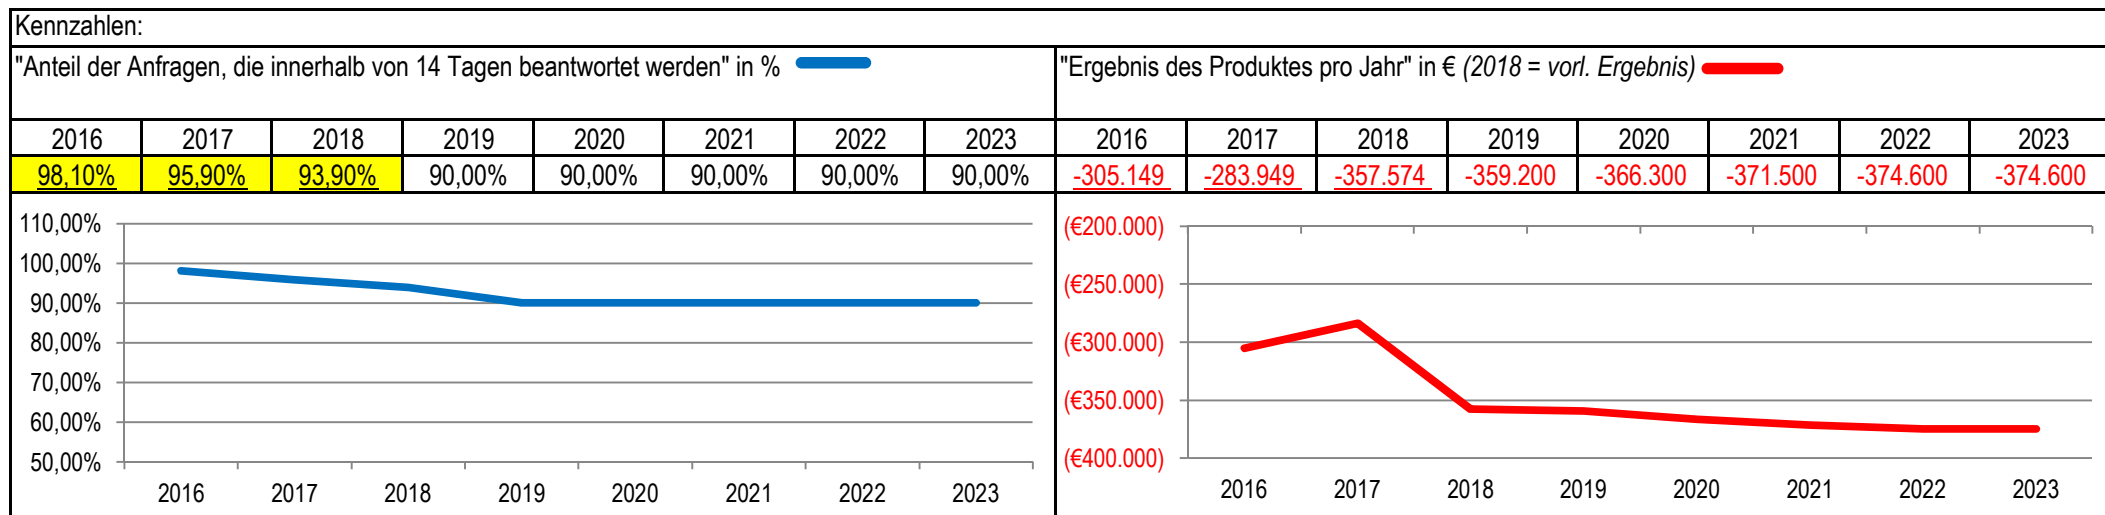 Kennzahlen:
"Anteil der Anfragen, die innerhalb von 14 Tagen beantwortet werden" in %
"Ergebnis des Produktes pro Jahr" in € (2018 = vorl. Ergebnis)
2016 2017 2018 2019 2020 2021 2022 2023 2016 2017 2018 2019 2020 2021 2022 2023
98,10% 95,90% 93,90% 90,00% 90,00% 90,00% 90,00% 90,00% -305.149 -283.949 -357.574 -359.200 -366.300 -371.500 -374.600 -374.600
110,00%
100,00%
90,00%
80,00%
70,00%
60,00%
50,00%
2016 2017 2018 2019 2020 2021 2022 2023
(€200.000)
(€250.000)
(€300.000)
(€350.000)
(€400.000)
2016 2017 2018 2019 2020 2021 2022 2023